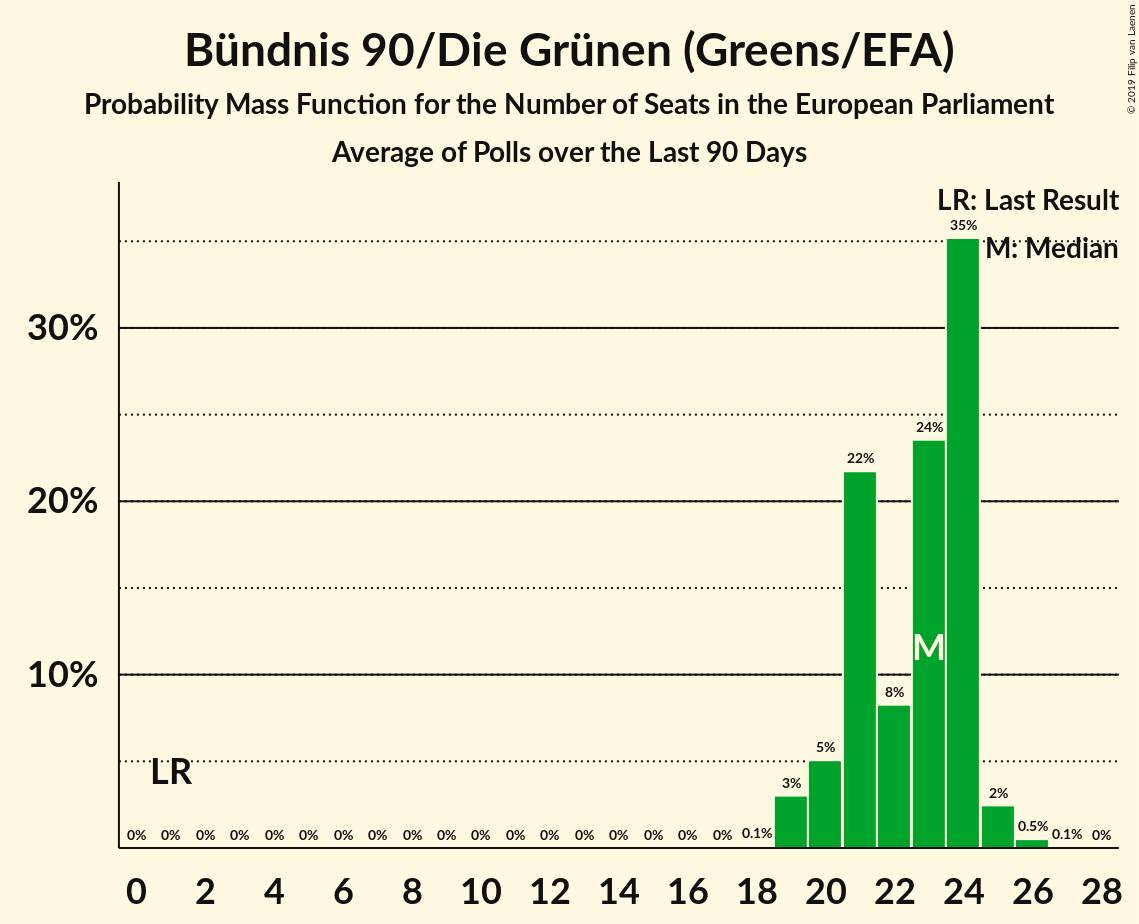 Bündnis 90/Die Grünen (Greens/EFA)
Probability Mass Function for the Number of Seats in the European Parliament
Average of Polls over the Last 90 Days
© 2019 Filip van Laenen
LR: Last Result
M: Median
35%
30%
24%
22%
20%
M
10%
8%
5%
LR
3%
2%
0% 0% 0% 0% 0% 0% 0% 0% 0% 0% 0% 0% 0% 0% 0% 0% 0% 0% 0.1% 0.5% 0.1% 0%
0 2 4 6 8 10 12 14 16 18 20 22 24 26 28